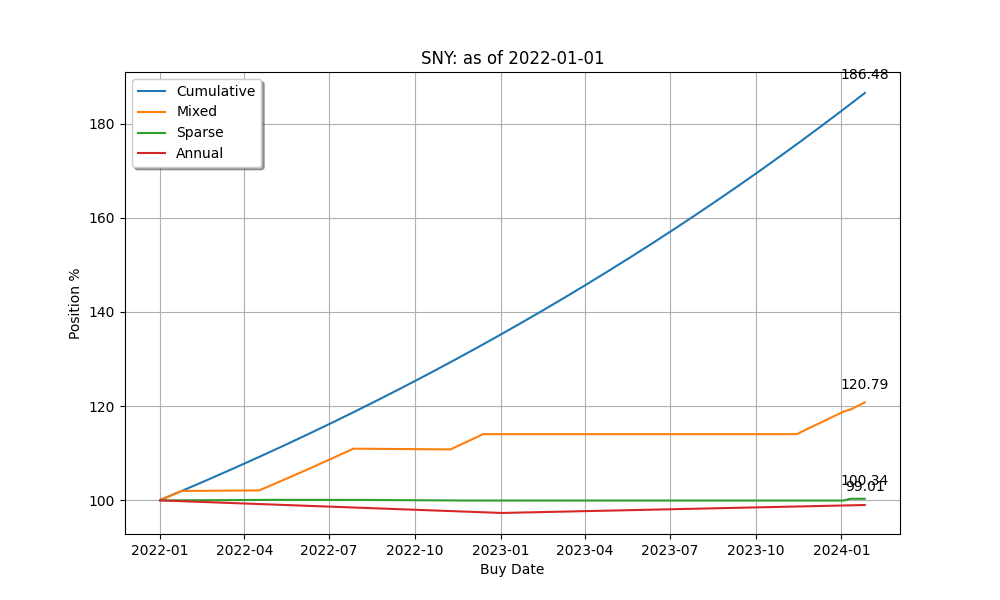 SNY: as of 2022-01-01
186.48
Cumulative
Mixed
Sparse
Annual
180
160
140
120
100
120.79
100.34
99.01
Position %
2022-01
2022-04
2022-07
2022-10
2023-01
2023-04
2023-07
2023-10
2024-01
Buy Date